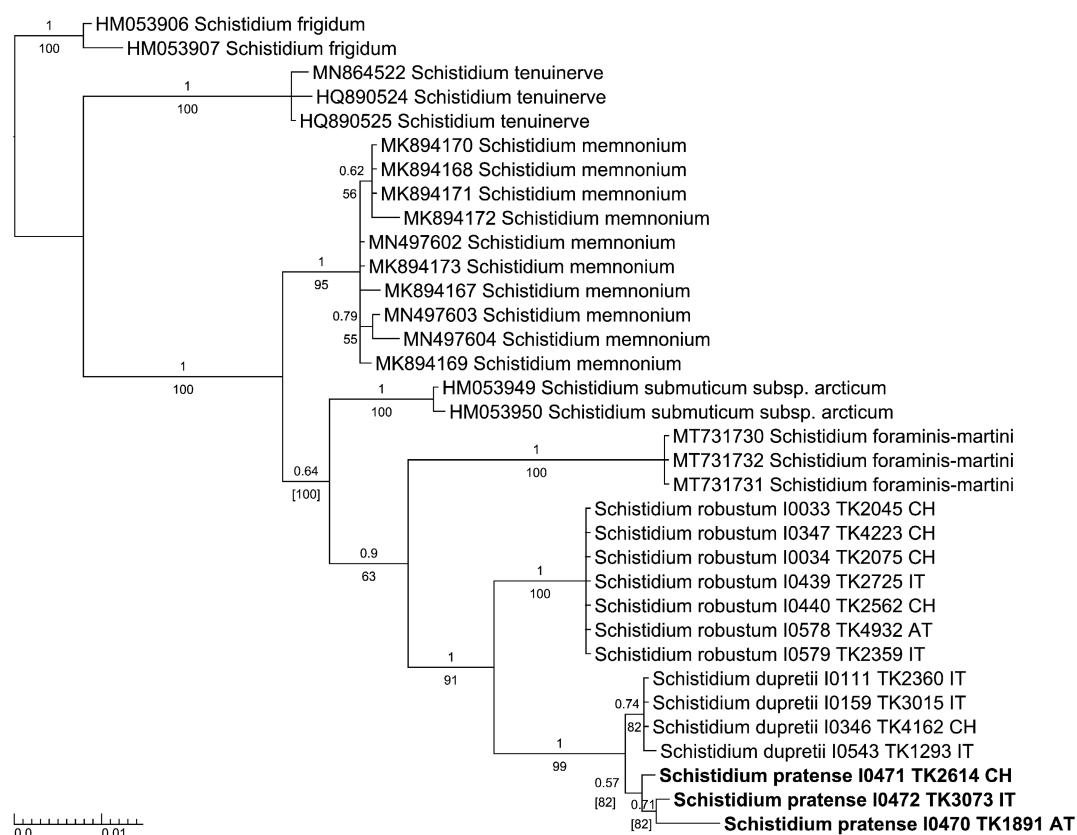 1
100
HM053906 Schistidium frigidum
HM053907 Schistidium frigidum
1
100
MN864522 Schistidium tenuinerve
HQ890524 Schistidium tenuinerve
HQ890525 Schistidium tenuinerve
0.62
56
MK894170 Schistidium memnonium
MK894168 Schistidium memnonium
MK894171 Schistidium memnonium
MK894172 Schistidium memnonium
1
95
MN497602 Schistidium memnonium
MK894173 Schistidium memnonium
MK894167 Schistidium memnonium
0.79
55
MN497603 Schistidium memnonium
MN497604 Schistidium memnonium
MK894169 Schistidium memnonium
1
100
1
100
HM053949 Schistidium submuticum subsp. arcticum
HM053950 Schistidium submuticum subsp. arcticum
0.64
[100]
1
100
MT731730 Schistidium foraminis-martini
MT731732 Schistidium foraminis-martini
MT731731 Schistidium foraminis-martini
0.9
63
1
100
Schistidium robustum I0033 TK2045 CH
Schistidium robustum I0347 TK4223 CH
Schistidium robustum I0034 TK2075 CH
Schistidium robustum I0439 TK2725 IT
Schistidium robustum I0440 TK2562 CH
Schistidium robustum I0578 TK4932 AT
Schistidium robustum I0579 TK2359 IT
1
91
0.74
82
Schistidium dupretii I0111 TK2360 IT
Schistidium dupretii I0159 TK3015 IT
Schistidium dupretii I0346 TK4162 CH
Schistidium dupretii I0543 TK1293 IT
1
99
0.57
[82]
Schistidium pratense I0471 TK2614 CH
0.71
[82]
Schistidium pratense I0472 TK3073 IT
Schistidium pratense I0470 TK1891 AT
0.0 0.01